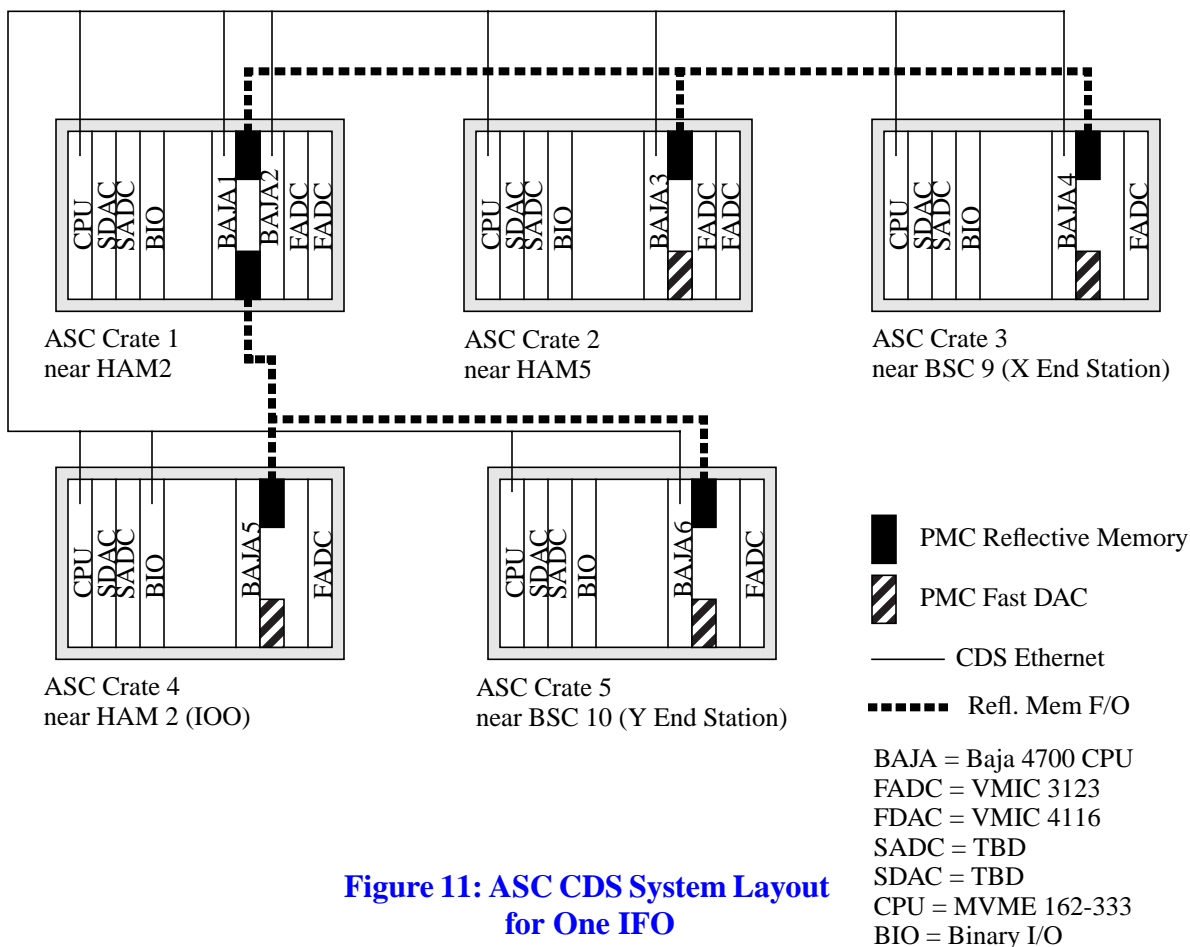 CPU
SDAC
SADC
BIO
BAJA1
BAJA2
FADC
FADC
ASC Crate 1
near HAM2
CPU
SDAC
SADC
BIO
BAJA3
FADC
FADC
ASC Crate 2
near HAM5
CPU
SDAC
SADC
BIO
BAJA4
FADC
ASC Crate 3
near BSC 9 (X End Station)
CPU
SDAC
SADC
BIO
BAJA5
FADC
ASC Crate 4
near HAM 2 (IOO)
CPU
SDAC
SADC
BIO
BAJA6
FADC
ASC Crate 5
near BSC 10 (Y End Station)
PMC Reflective Memory
PMC Fast DAC
CDS Ethernet
Refl. Mem F/O
BAJA = Baja 4700 CPU
FADC = VMIC 3123
FDAC = VMIC 4116
SADC = TBD
SDAC = TBD
CPU = MVME 162-333
BIO = Binary I/O
Figure 11: ASC CDS System Layout
for One IFO